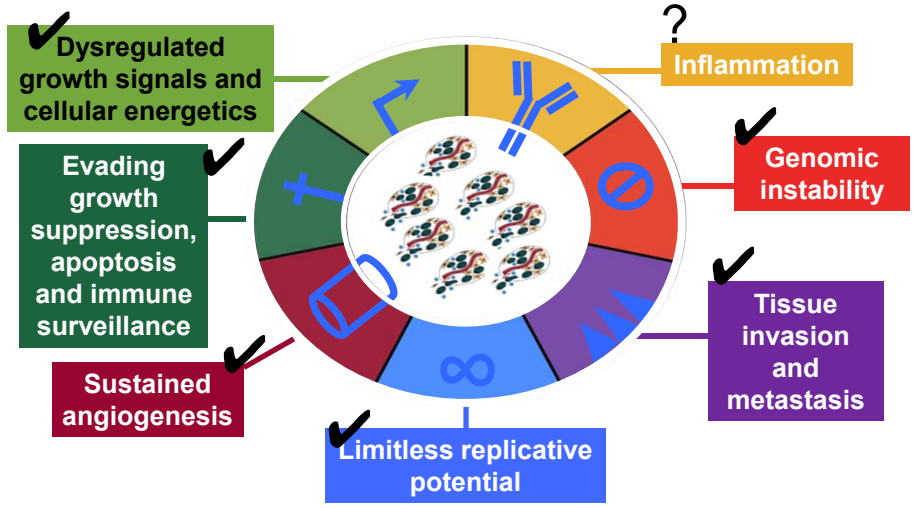 ✔
Dysregulated
growth signals and
cellular energetics
?
Inflammation
✔
Evading
growth
suppression,
apoptosis
and immune
surveillance
✔
Genomic
instability
✔
Tissue
invasion
and
metastasis
✔
Sustained
angiogenesis
∞
✔
Limitless replicative
potential